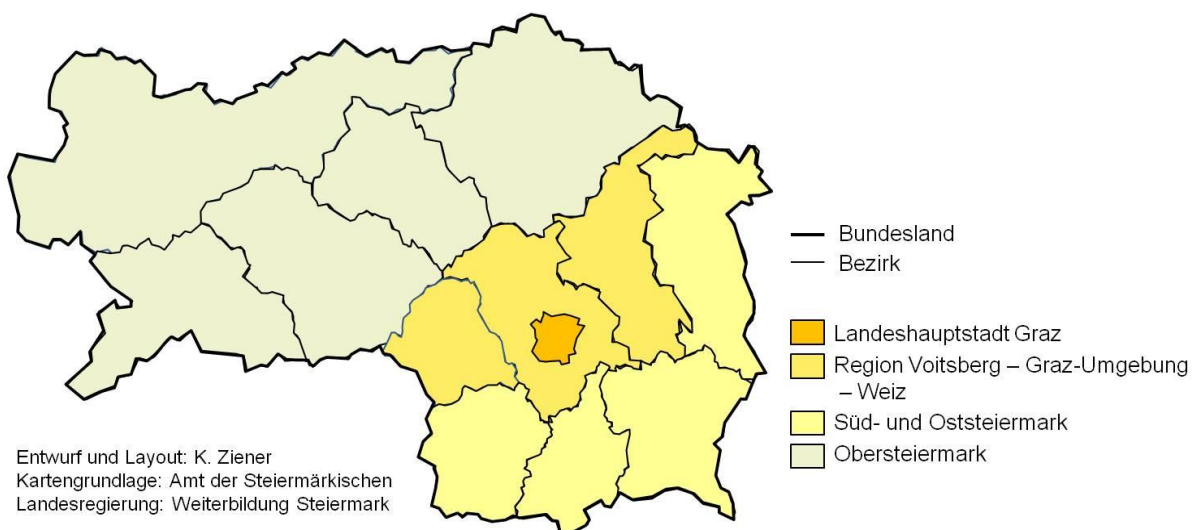 Bundesland
Bezirk
Landeshauptstadt Graz
Region Voitsberg – Graz-Umgebung
– Weiz
Süd- und Oststeiermark
Obersteiermark
Entwurf und Layout: K. Ziener
Kartengrundlage: Amt der Steiermärkischen
Landesregierung: Weiterbildung Steiermark